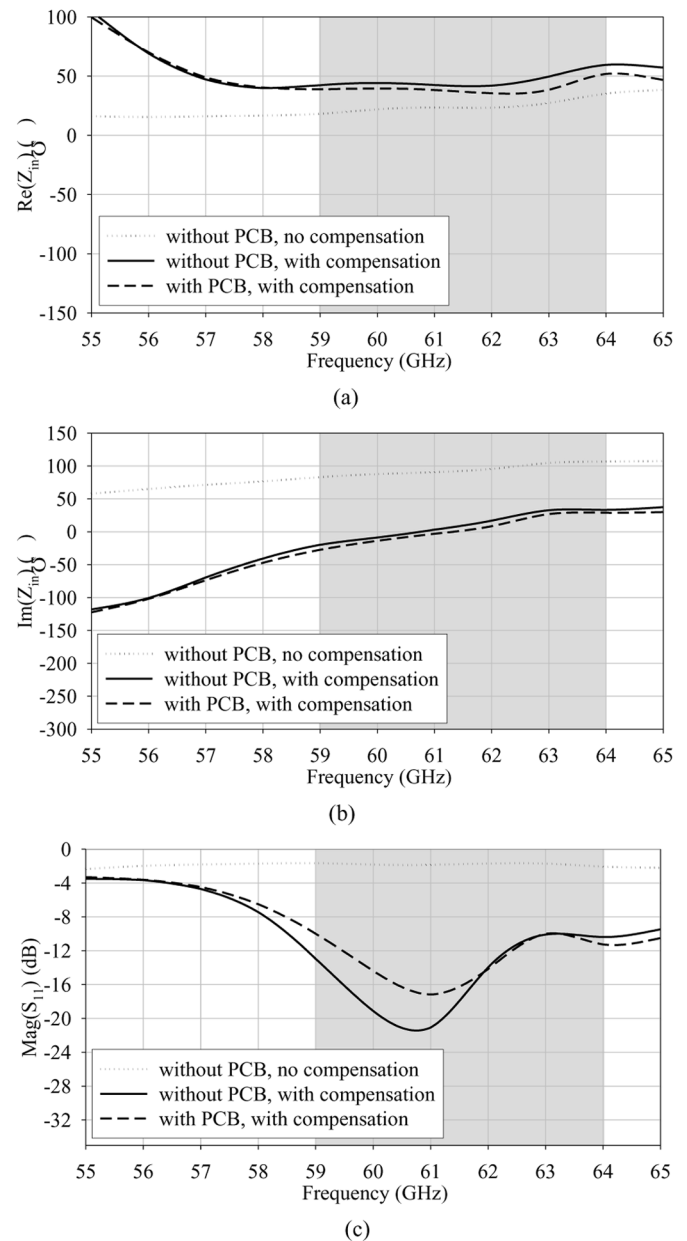 100
50
0
-50
-100
-150
Re(Z_in) (Ω)
without PCB, no compensation
without PCB, with compensation
with PCB, with compensation
55 56 57 58 59 60 61 62 63 64 65
Frequency (GHz)
(a)
150
100
50
0
-50
-100
-150
-200
-250
-300
Im(Z_in) (Ω)
without PCB, no compensation
without PCB, with compensation
with PCB, with compensation
55 56 57 58 59 60 61 62 63 64 65
Frequency (GHz)
(b)
0
-4
-8
-12
-16
-20
-24
-28
-32
Mag(S_11) (dB)
without PCB, no compensation
without PCB, with compensation
with PCB, with compensation
55 56 57 58 59 60 61 62 63 64 65
Frequency (GHz)
(c)